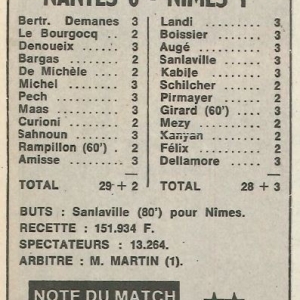 NANTES 0 - NIMES 1
Bertr. Demanes 3
Le Bourgocq 2
Denoueix 3
Bargas 2
De Michèle 2
Michel 3
Pech 3
Maas 3
Curioni 2
Sahnoun 3
Rampillon (60') 2
Amisse 3
TOTAL 29 + 2
Landi 3
Boissier 3
Augé 3
Sanlaville 3
Kabile 3
Schilcher 2
Pirmayer 2
Girard (60') 3
Mezy 2
Kanyan 2
Félix 2
Dellamore 3
TOTAL 28 + 3
BUTS : Sanlaville (80') pour Nîmes.
RECETTE : 151.934 F.
SPECTATEURS : 13.264.
ARBITRE : M. MARTIN (1).
NOTE DU MATCH